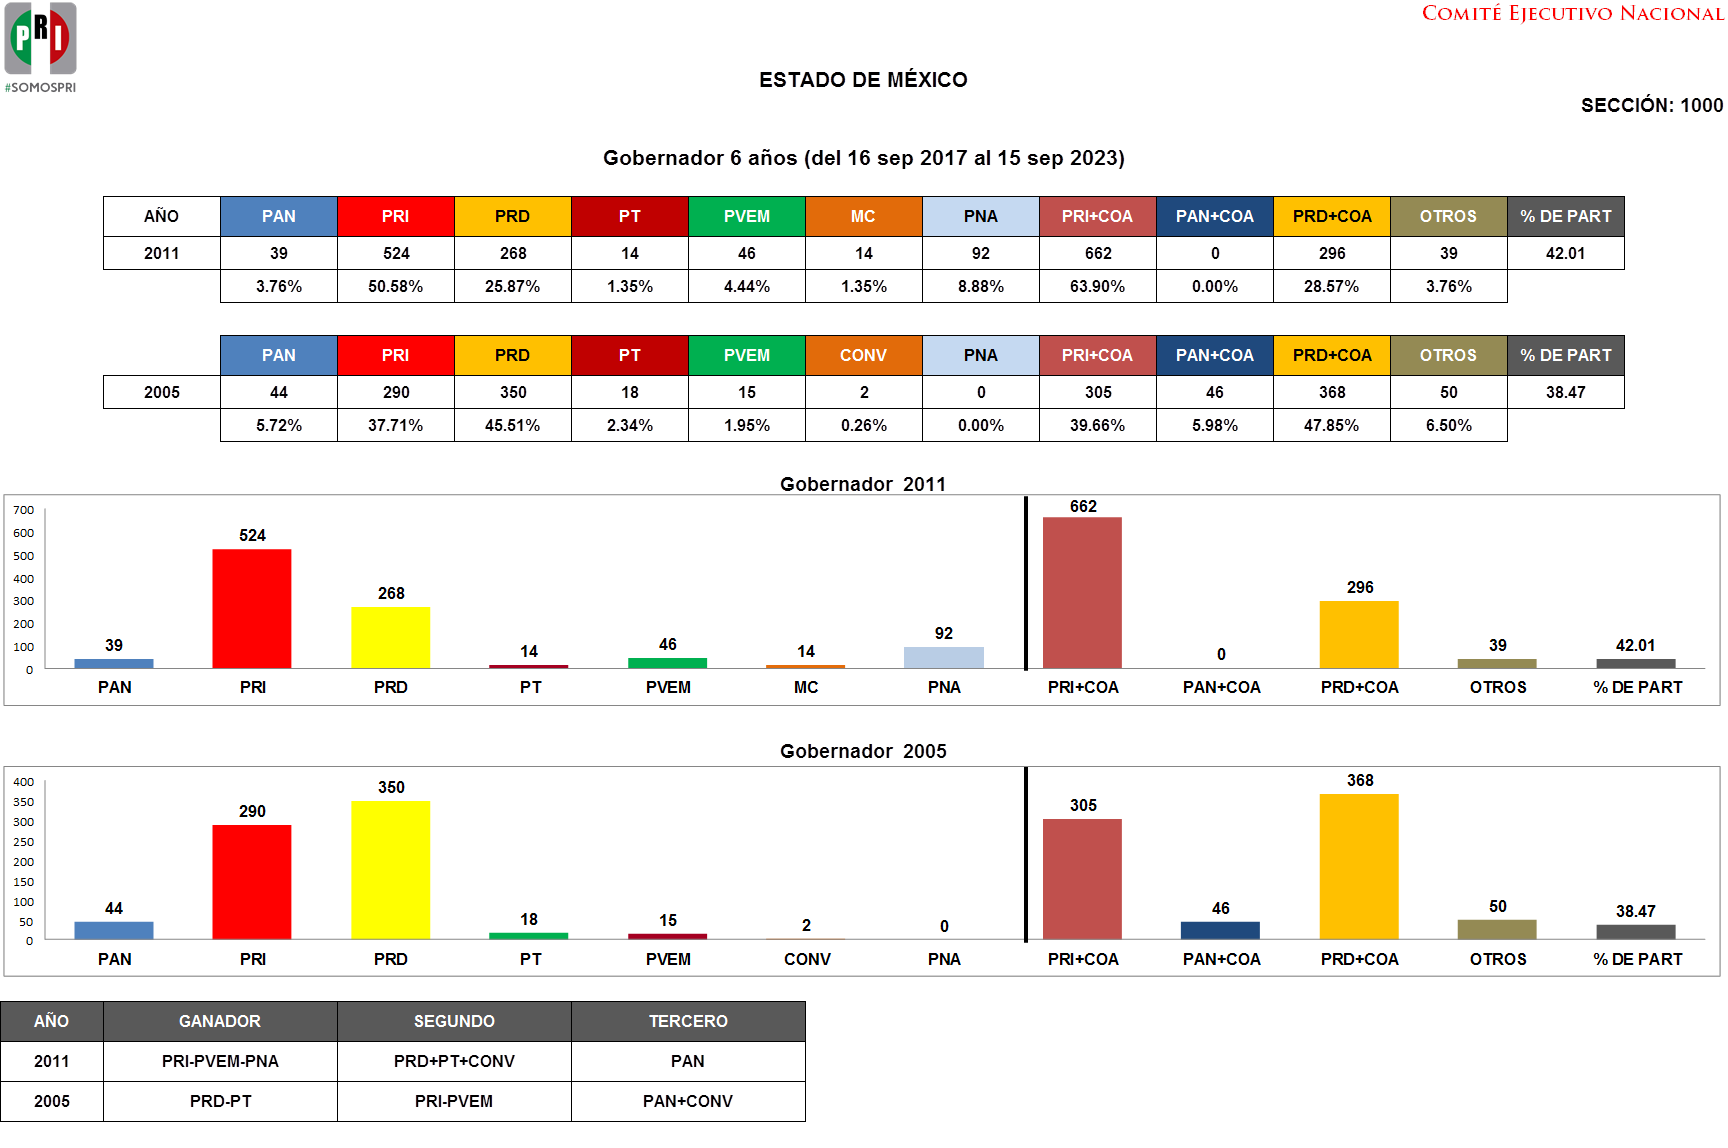 PRI
#SOMOSPRI
COMITÉ EJECUTIVO NACIONAL
ESTADO DE MÉXICO
SECCIÓN: 1000
Gobernador 6 años (del 16 sep 2017 al 15 sep 2023)
AÑO PAN PRI PRD PT PVEM MC PNA PRI+COA PAN+COA PRD+COA OTROS % DE PART
2011 39 524 268 14 46 14 92 662 0 296 39 42.01
3.76% 50.58% 25.87% 1.35% 4.44% 1.35% 8.88% 63.90% 0.00% 28.57% 3.76%
PAN PRI PRD PT PVEM CONV PNA PRI+COA PAN+COA PRD+COA OTROS % DE PART
2005 44 290 350 18 15 2 0 305 46 368 50 38.47
5.72% 37.71% 45.51% 2.34% 1.95% 0.26% 0.00% 39.66% 5.98% 47.85% 6.50%
Gobernador 2011
700
600
500
400
300
200
100
0
39 524 268 14 46 14 92 662 0 296 39 42.01
PAN PRI PRD PT PVEM MC PNA PRI+COA PAN+COA PRD+COA OTROS % DE PART
Gobernador 2005
400
350
300
250
200
150
100
50
0
44 290 350 18 15 2 0 305 46 368 50 38.47
PAN PRI PRD PT PVEM CONV PNA PRI+COA PAN+COA PRD+COA OTROS % DE PART
AÑO GANADOR SEGUNDO TERCERO
2011 PRI-PVEM-PNA PRD+PT+CONV PAN
2005 PRD-PT PRI-PVEM PAN+CONV